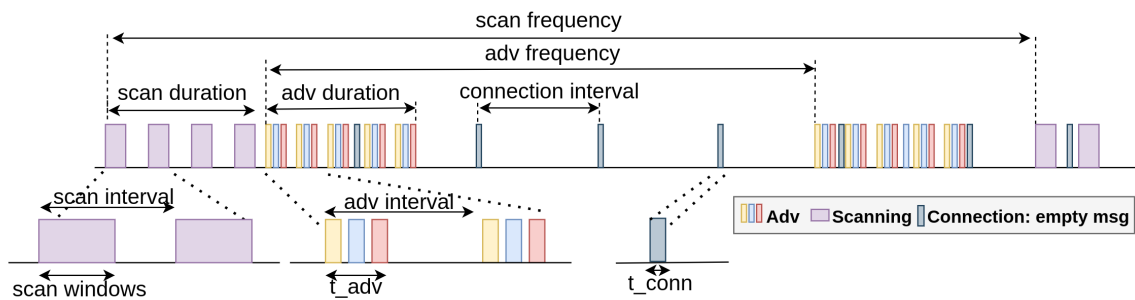 scan frequency
adv frequency
scan duration
adv duration
connection interval
scan interval
adv interval
Adv
Scanning
Connection: empty msg
scan windows
t_adv
t_conn